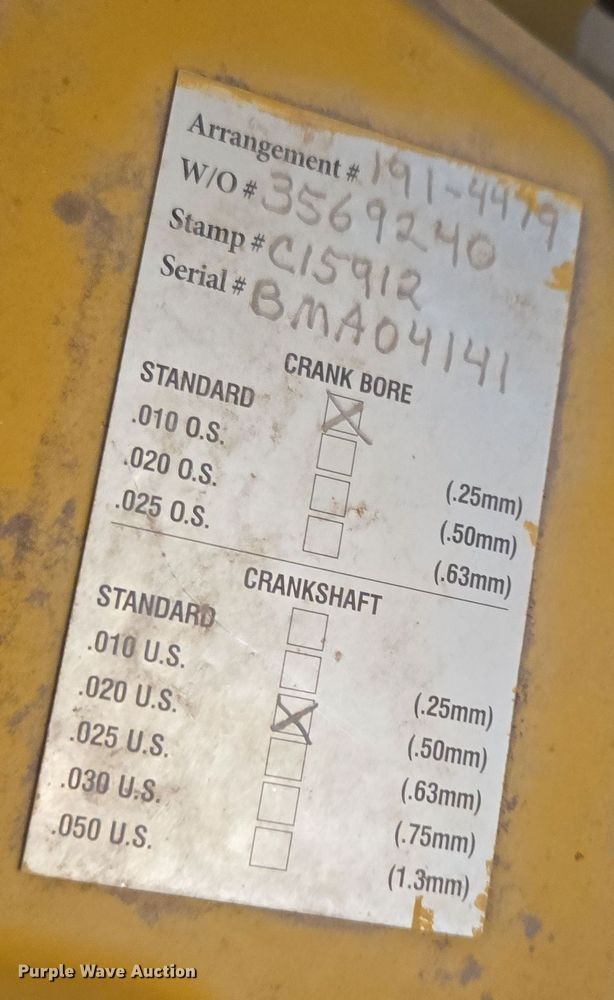 Arrangement # 191-4479
W/O # 3569240
Stamp # C15912
Serial # BMA04141
CRANK BORE
STANDARD
.010 O.S. (.25mm)
.020 O.S. (.50mm)
.025 O.S. (.63mm)
CRANKSHAFT
STANDARD
.010 U.S. (.25mm)
.020 U.S. (.50mm)
.025 U.S. (.63mm)
.030 U.S. (.75mm)
.050 U.S. (1.3mm)
Purple Wave Auction